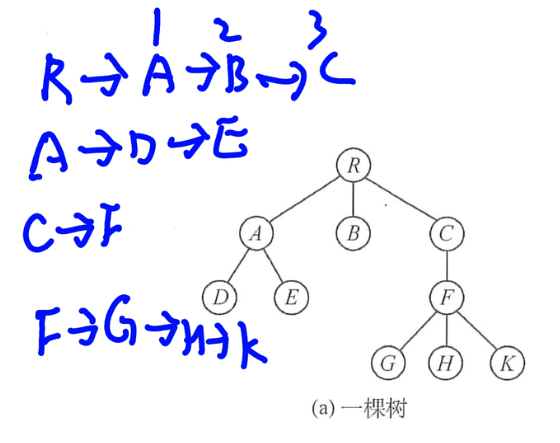 1 2 3
R→A→B→C
A→D→E
C→F
F→G→H→K
R
A B C
D E F
G H K
(a) 一棵树